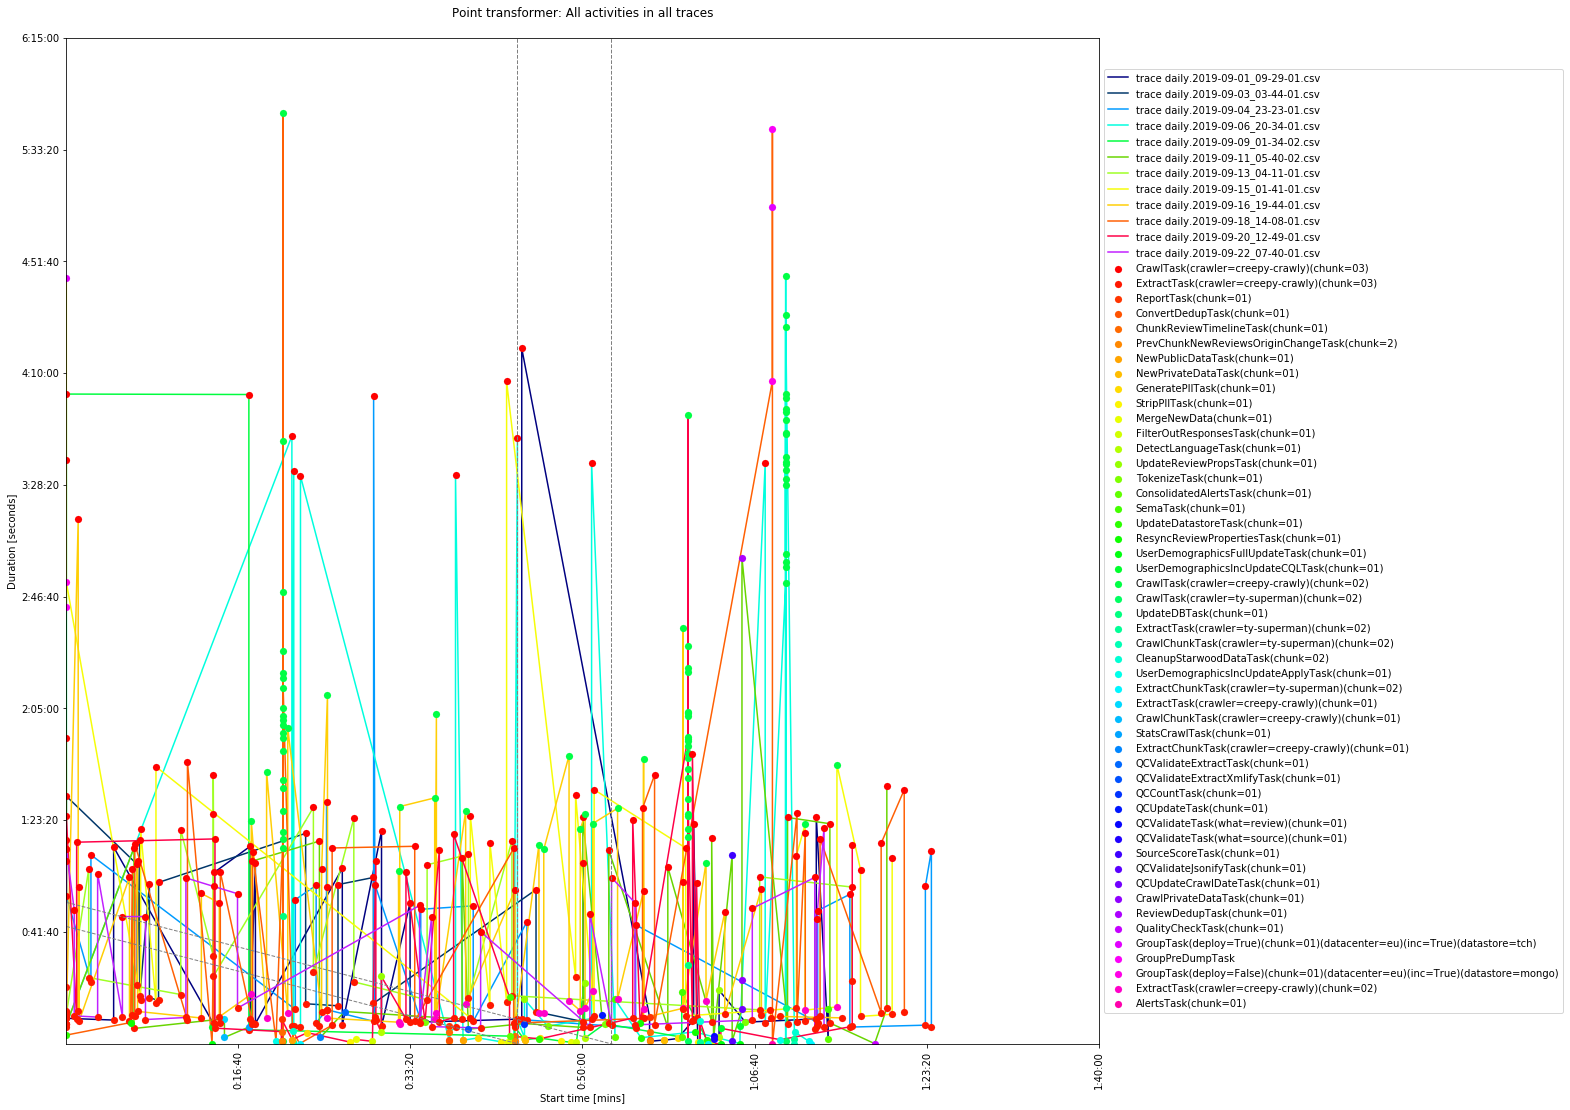 Point transformer: All activities in all traces
6:15:00
5:33:20
4:51:40
4:10:00
3:28:20
2:46:40
2:05:00
1:23:20
0:41:40
Duration [seconds]
0:16:40
0:33:20
0:50:00
1:06:40
1:23:20
1:40:00
Start time [mins]
trace daily.2019-09-01_09-29-01.csv
trace daily.2019-09-03_03-44-01.csv
trace daily.2019-09-04_23-23-01.csv
trace daily.2019-09-06_20-34-01.csv
trace daily.2019-09-09_01-34-02.csv
trace daily.2019-09-11_05-40-02.csv
trace daily.2019-09-13_04-11-01.csv
trace daily.2019-09-15_01-41-01.csv
trace daily.2019-09-16_19-44-01.csv
trace daily.2019-09-18_14-08-01.csv
trace daily.2019-09-20_12-49-01.csv
trace daily.2019-09-22_07-40-01.csv
CrawlTask(crawler=creepy-crawly)(chunk=03)
ExtractTask(crawler=creepy-crawly)(chunk=03)
ReportTask(chunk=01)
ConvertDedupTask(chunk=01)
ChunkReviewTimelineTask(chunk=01)
PrevChunkNewReviewsOriginChangeTask(chunk=2)
NewPublicDataTask(chunk=01)
NewPrivateDataTask(chunk=01)
GeneratePIITask(chunk=01)
StripPIITask(chunk=01)
MergeNewData(chunk=01)
FilterOutResponsesTask(chunk=01)
DetectLanguageTask(chunk=01)
UpdateReviewPropsTask(chunk=01)
TokenizeTask(chunk=01)
ConsolidatedAlertsTask(chunk=01)
SemaTask(chunk=01)
UpdateDatastoreTask(chunk=01)
ResyncReviewPropertiesTask(chunk=01)
UserDemographicsFullUpdateTask(chunk=01)
UserDemographicsIncUpdateCQLTask(chunk=01)
CrawlTask(crawler=creepy-crawly)(chunk=02)
CrawlTask(crawler=ty-superman)(chunk=02)
UpdateDBTask(chunk=01)
ExtractTask(crawler=ty-superman)(chunk=02)
CrawlChunkTask(crawler=ty-superman)(chunk=02)
CleanupStarwoodDataTask(chunk=02)
UserDemographicsIncUpdateApplyTask(chunk=01)
ExtractChunkTask(crawler=ty-superman)(chunk=02)
ExtractTask(crawler=creepy-crawly)(chunk=01)
CrawlChunkTask(crawler=creepy-crawly)(chunk=01)
StatsCrawlTask(chunk=01)
ExtractChunkTask(crawler=creepy-crawly)(chunk=01)
QCValidateExtractTask(chunk=01)
QCValidateExtractXmlifyTask(chunk=01)
QCCountTask(chunk=01)
QCUpdateTask(chunk=01)
QCValidateTask(what=review)(chunk=01)
QCValidateTask(what=source)(chunk=01)
SourceScoreTask(chunk=01)
QCValidateJsonifyTask(chunk=01)
QCUpdateCrawlDateTask(chunk=01)
CrawlPrivateDataTask(chunk=01)
ReviewDedupTask(chunk=01)
QualityCheckTask(chunk=01)
GroupTask(deploy=True)(chunk=01)(datacenter=eu)(inc=True)(datastore=tch)
GroupPreDumpTask
GroupTask(deploy=False)(chunk=01)(datacenter=eu)(inc=True)(datastore=mongo)
ExtractTask(crawler=creepy-crawly)(chunk=02)
AlertsTask(chunk=01)